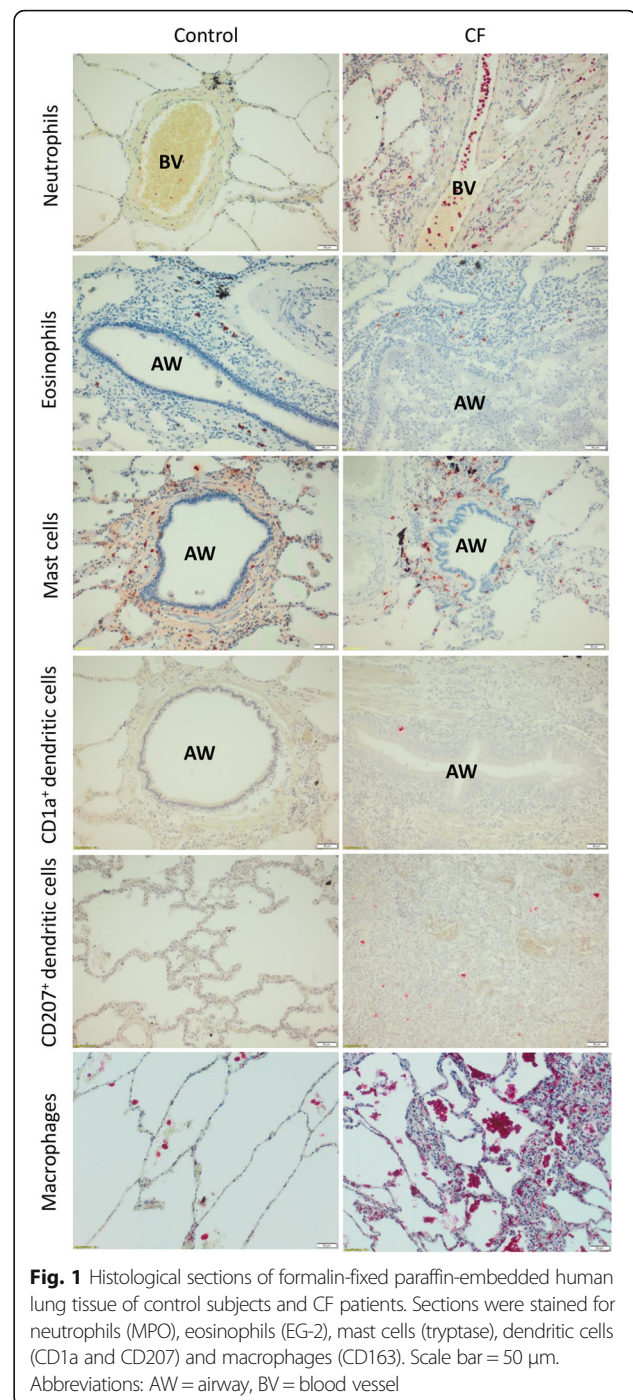 Control CF
Neutrophils
BV
BV
Eosinophils
AW
AW
Mast cells
AW
AW
CD1a⁺ dendritic cells
AW
AW
CD207⁺ dendritic cells
Macrophages
Fig. 1 Histological sections of formalin-fixed paraffin-embedded human
lung tissue of control subjects and CF patients. Sections were stained for
neutrophils (MPO), eosinophils (EG-2), mast cells (tryptase), dendritic cells
(CD1a and CD207) and macrophages (CD163). Scale bar = 50 μm.
Abbreviations: AW = airway, BV = blood vessel